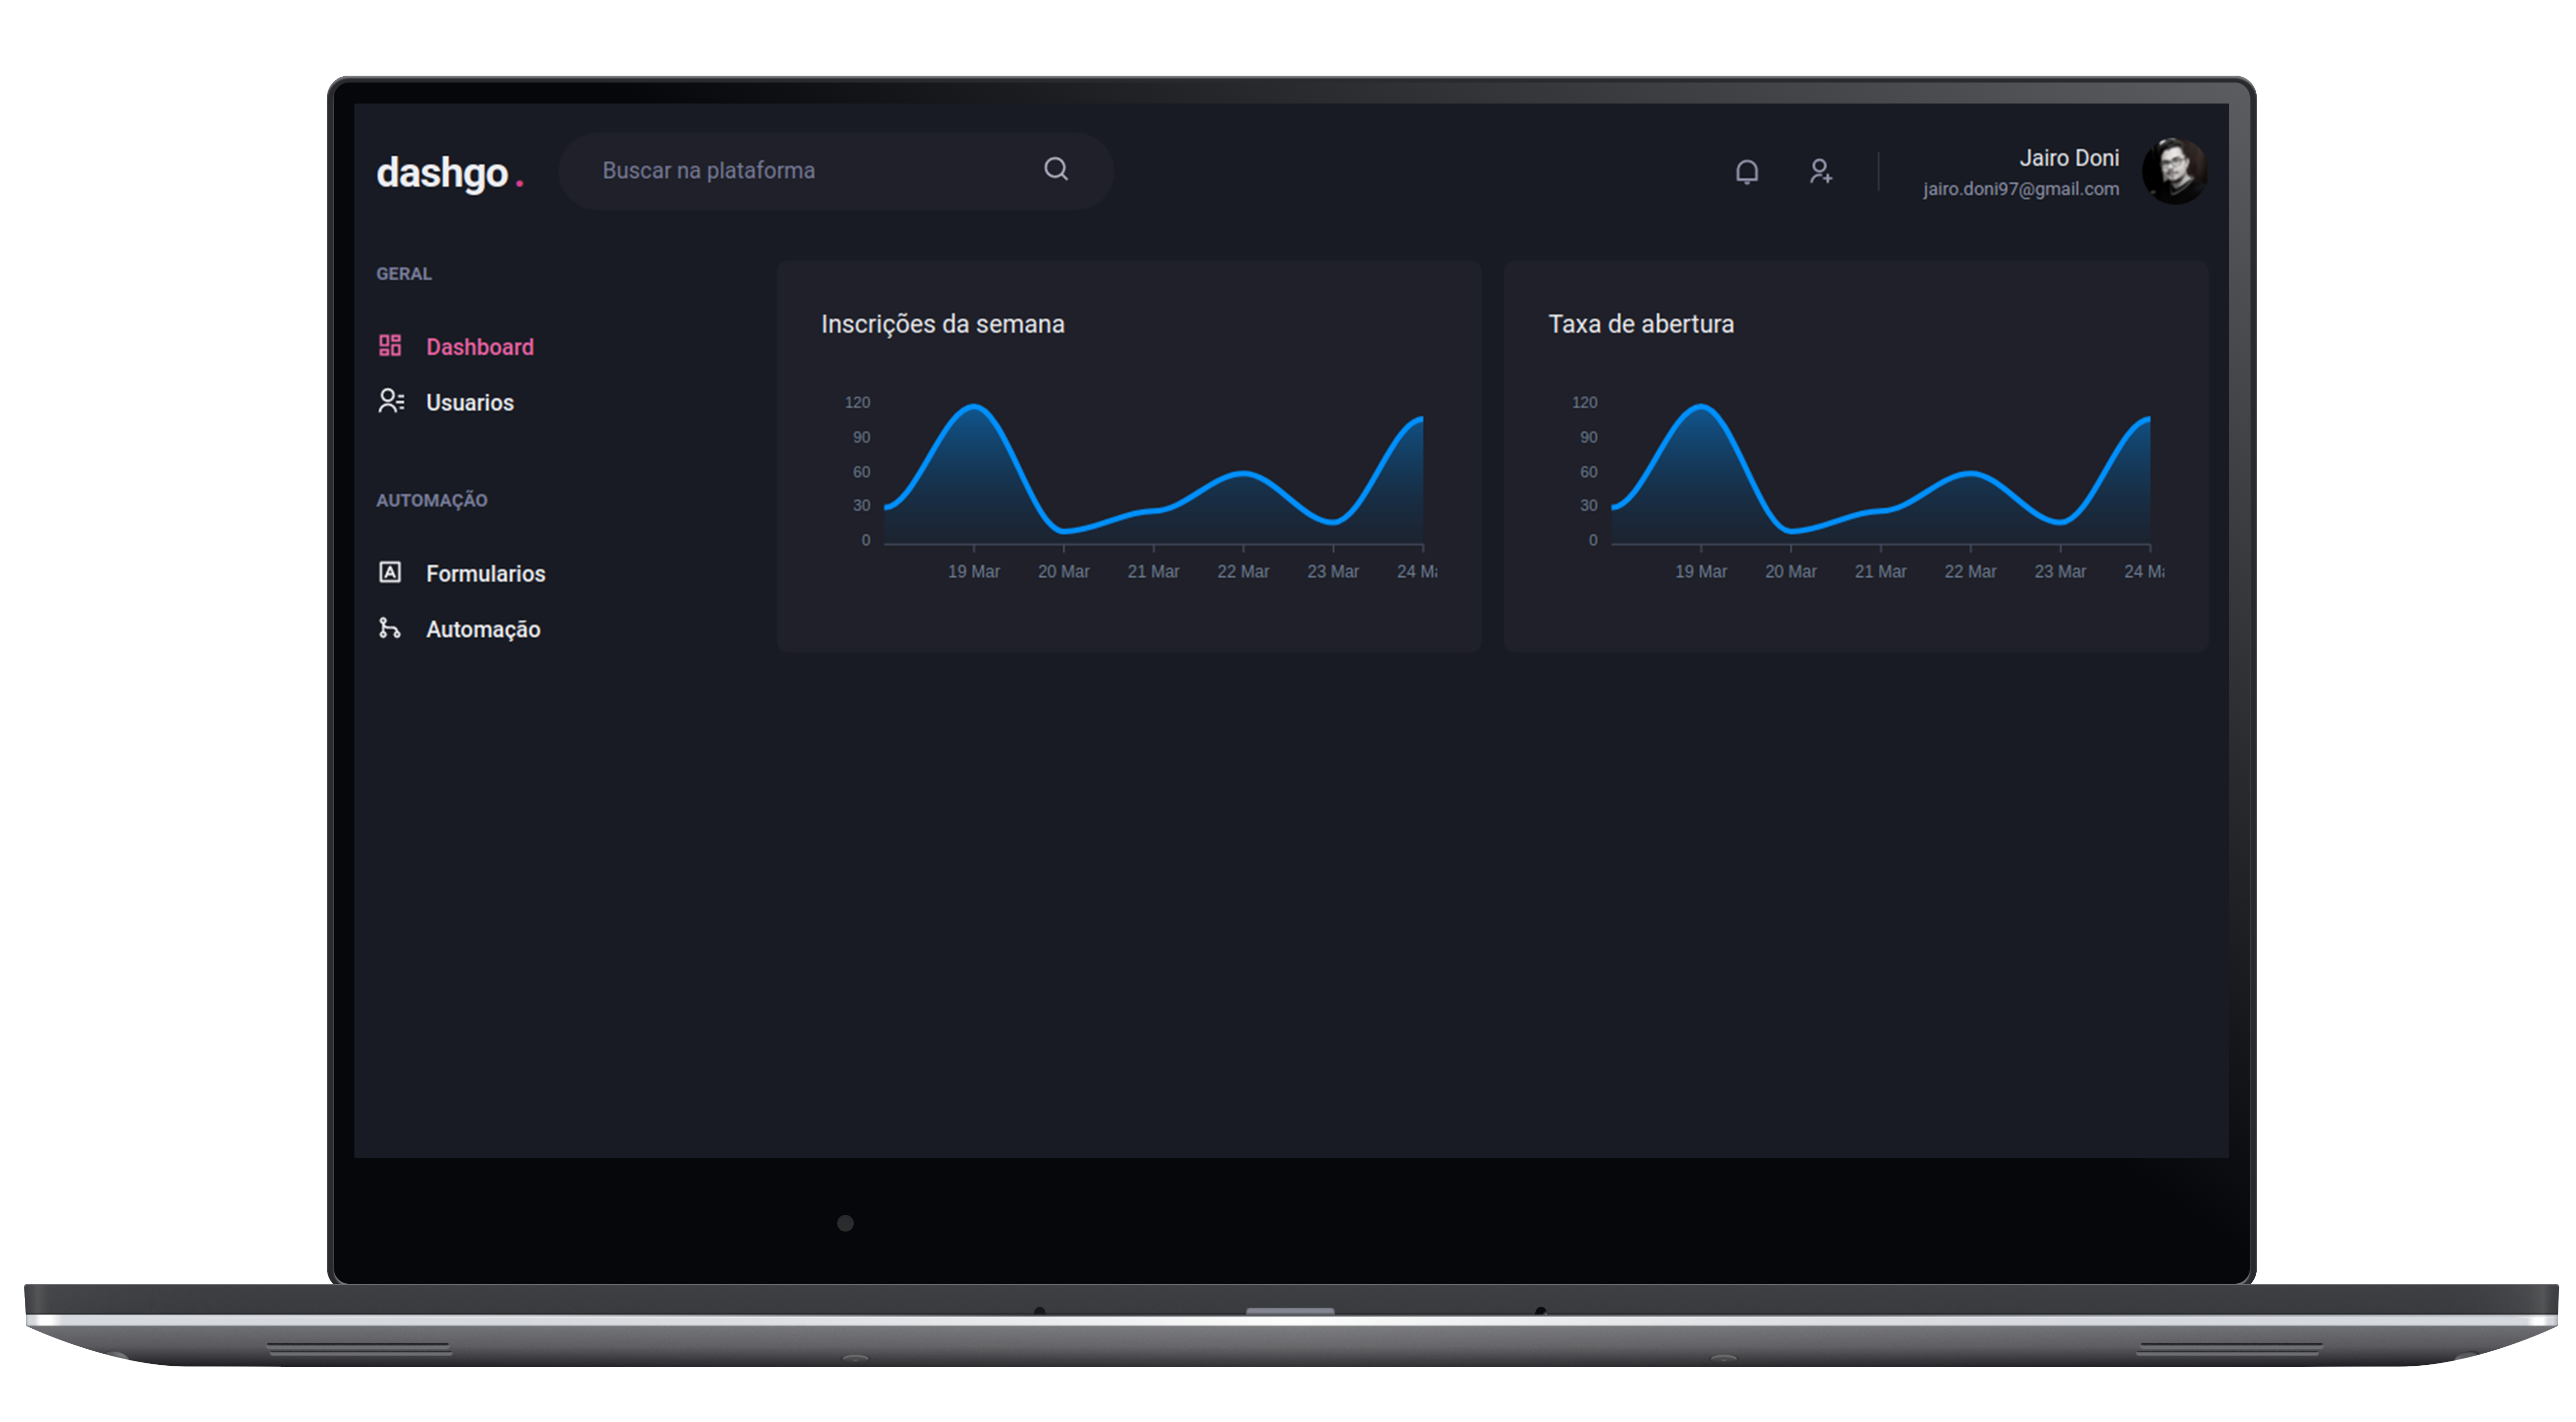 dashgo.
Buscar na plataforma
Jairo Doni
jairo.doni97@gmail.com
GERAL
Dashboard
Usuarios
AUTOMAÇÃO
Formularios
Automação
Inscrições da semana
120
90
60
30
0
19 Mar 20 Mar 21 Mar 22 Mar 23 Mar 24 Ma
Taxa de abertura
120
90
60
30
0
19 Mar 20 Mar 21 Mar 22 Mar 23 Mar 24 Ma